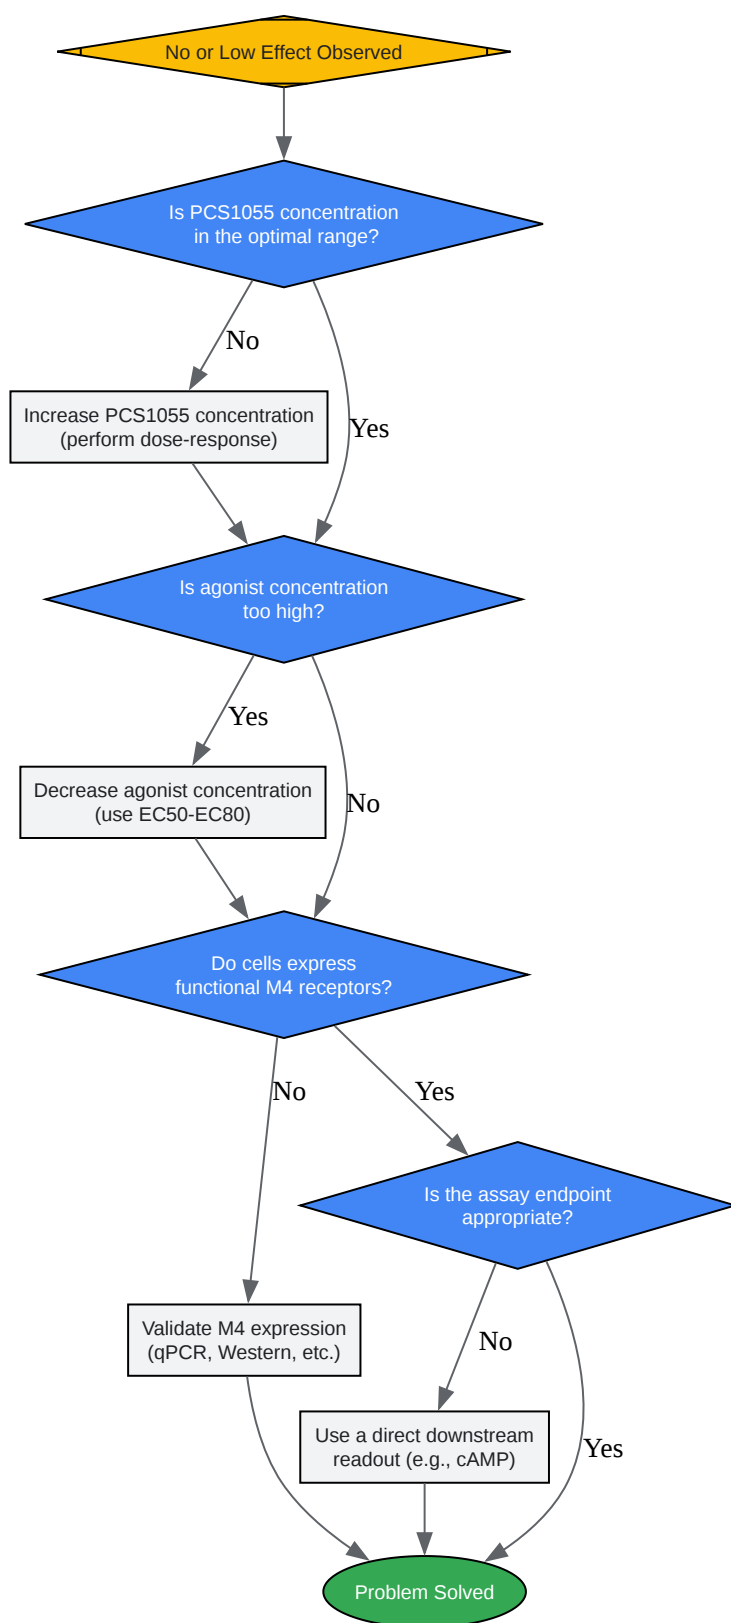 No or Low Effect Observed
Is PCS1055 concentration
in the optimal range?
No
Yes
Increase PCS1055 concentration
(perform dose-response)
Is agonist concentration
too high?
Yes
No
Decrease agonist concentration
(use EC50-EC80)
Do cells express
functional M4 receptors?
No
Yes
Is the assay endpoint
appropriate?
Validate M4 expression
(qPCR, Western, etc.)
No
Yes
Use a direct downstream
readout (e.g., cAMP)
Problem Solved